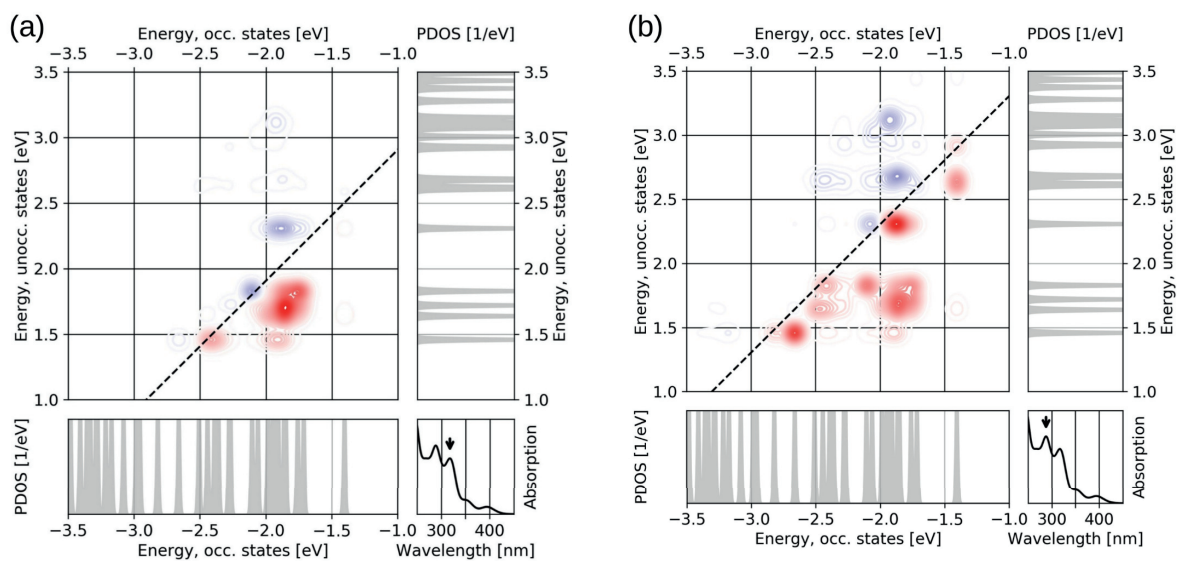 (a)
Energy, occ. states [eV]
PDOS [1/eV]
−3.5 −3.0 −2.5 −2.0 −1.5 −1.0
3.5 3.5
3.0 3.0
2.5 2.5
2.0 2.0
1.5 1.5
1.0 1.0
Energy, unocc. states [eV]
Energy, unocc. states [eV]
PDOS [1/eV]
Absorption
−3.5 −3.0 −2.5 −2.0 −1.5 −1.0
300 400
Energy, occ. states [eV]
Wavelength [nm]
(b)
Energy, occ. states [eV]
PDOS [1/eV]
−3.5 −3.0 −2.5 −2.0 −1.5 −1.0
3.5 3.5
3.0 3.0
2.5 2.5
2.0 2.0
1.5 1.5
1.0 1.0
Energy, unocc. states [eV]
Energy, unocc. states [eV]
PDOS [1/eV]
Absorption
−3.5 −3.0 −2.5 −2.0 −1.5 −1.0
300 400
Energy, occ. states [eV]
Wavelength [nm]